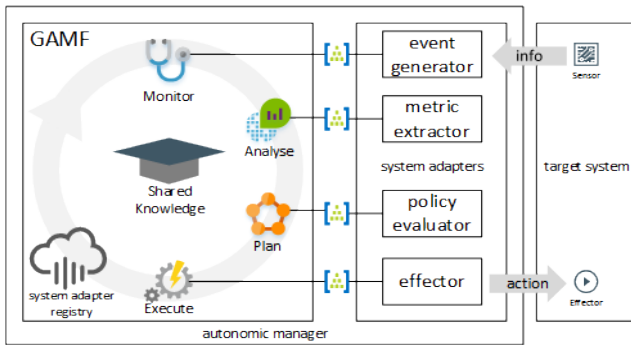 GAMF
Monitor
Analyse
Shared
Knowledge
Plan
system adapter
registry
Execute
event
generator
metric
extractor
system adapters
policy
evaluator
effector
autonomic manager
info
Sensor
target system
action
Effector